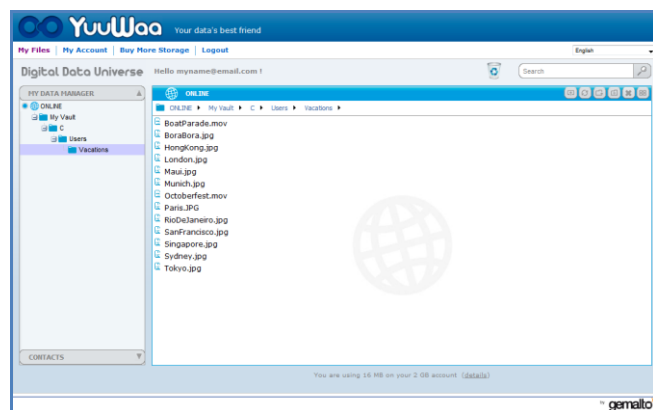 YuuWaa Your data's best friend
My Files | My Account | Buy More Storage | Logout English
Digital Data Universe Hello myname@email.com ! Search
MY DATA MANAGER
ONLINE
My Vault
C
Users
Vacations
ONLINE
ONLINE My Vault C Users Vacations
BoatParade.mov
BoraBora.jpg
HongKong.jpg
London.jpg
Maui.jpg
Munich.jpg
Octoberfest.mov
Paris.JPG
RioDeJaneiro.jpg
SanFrancisco.jpg
Singapore.jpg
Sydney.jpg
Tokyo.jpg
CONTACTS
You are using 16 MB on your 2 GB account (details)
by gemalto